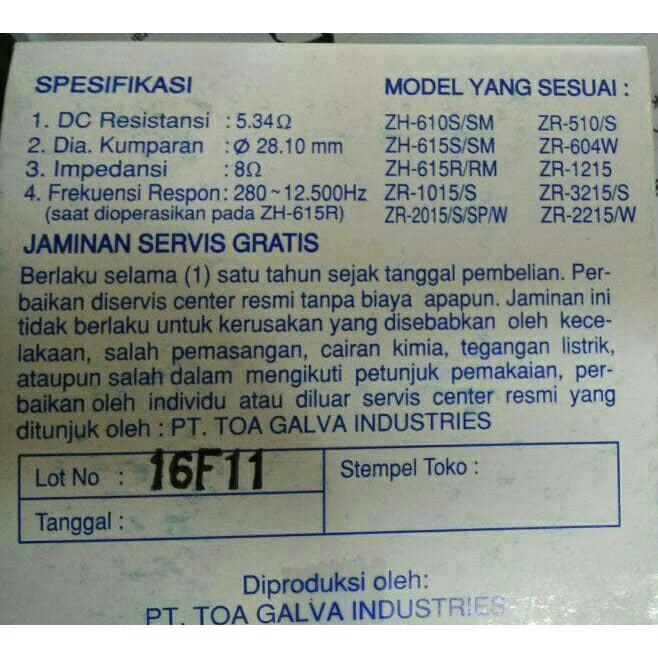 SPESIFIKASI
1. DC Resistansi : 5.34Ω
2. Dia. Kumparan : Ø 28.10 mm
3. Impedansi : 8Ω
4. Frekuensi Respon: 280 ~ 12.500Hz
(saat dioperasikan pada ZH-615R)
MODEL YANG SESUAI :
ZH-610S/SM ZR-510/S
ZH-615S/SM ZR-604W
ZH-615R/RM ZR-1215
ZR-1015/S ZR-3215/S
ZR-2015/S/SP/W ZR-2215/W
JAMINAN SERVIS GRATIS
Berlaku selama (1) satu tahun sejak tanggal pembelian. Per-
baikan diservis center resmi tanpa biaya apapun. Jaminan ini
tidak berlaku untuk kerusakan yang disebabkan oleh kece-
lakaan, salah pemasangan, cairan kimia, tegangan listrik,
ataupun salah dalam mengikuti petunjuk pemakaian, per-
baikan oleh individu atau diluar servis center resmi yang
ditunjuk oleh : PT. TOA GALVA INDUSTRIES
Lot No : 16F11
Stempel Toko :
Tanggal :
Diproduksi oleh:
PT. TOA GALVA INDUSTRIES